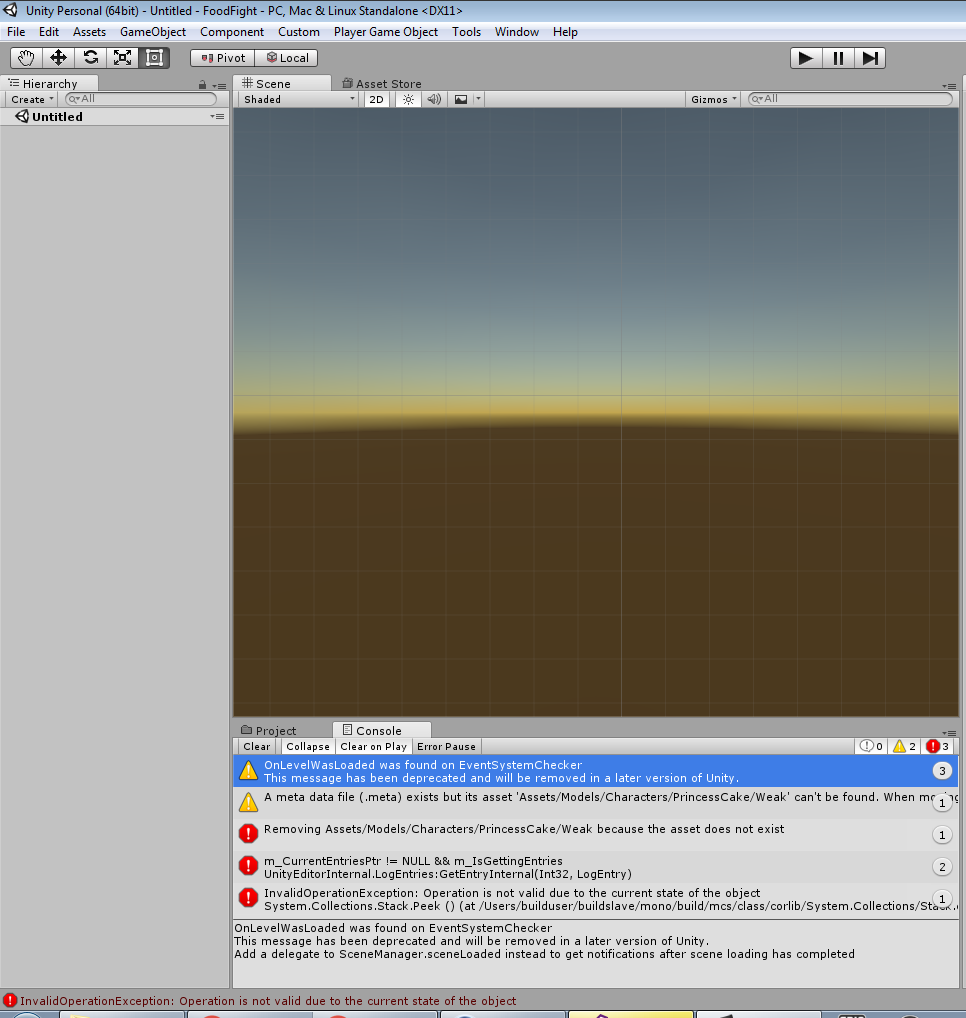 Unity Personal (64bit) - Untitled - FoodFight - PC, Mac & Linux Standalone <DX11>
File Edit Assets GameObject Component Custom Player Game Object Tools Window Help
Pivot Local
Hierarchy
Create All
Untitled
Scene Asset Store
Shaded 2D Gizmos All
Project Console
Clear Collapse Clear on Play Error Pause 0 2 3
OnLevelWasLoaded was found on EventSystemChecker
This message has been deprecated and will be removed in a later version of Unity. 3
A meta data file (.meta) exists but its asset 'Assets/Models/Characters/PrincessCake/Weak' can't be found. When moving 1
Removing Assets/Models/Characters/PrincessCake/Weak because the asset does not exist 1
m_CurrentEntriesPtr != NULL && m_IsGettingEntries
UnityEditorInternal.LogEntries:GetEntryInternal(Int32, LogEntry) 2
InvalidOperationException: Operation is not valid due to the current state of the object
System.Collections.Stack.Peek () (at /Users/builduser/buildslave/mono/build/mcs/class/corlib/System.Collections/Stack. 1
OnLevelWasLoaded was found on EventSystemChecker
This message has been deprecated and will be removed in a later version of Unity.
Add a delegate to SceneManager.sceneLoaded instead to get notifications after scene loading has completed
InvalidOperationException: Operation is not valid due to the current state of the object